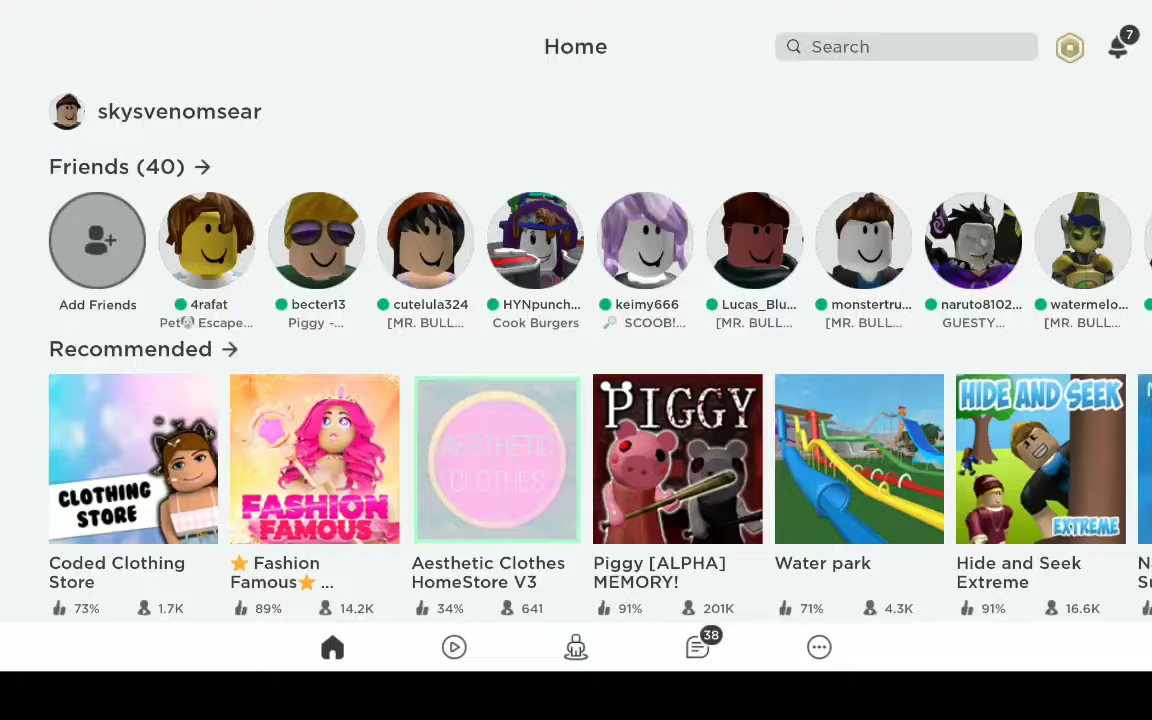 Home
Search
7
skysvenomsear
Friends (40)
Add Friends
4rafat
Pet Escape...
becter13
Piggy -...
cutelula324
[MR. BULL...
HYNpunch...
Cook Burgers
keimy666
SCOOB!...
Lucas_Blu...
[MR. BULL...
monstertru...
[MR. BULL...
naruto8102...
GUESTY...
watermelo...
[MR. BULL...
Recommended
CLOTHING
STORE
FASHION
FAMOUS
AESTHETIC
CLOTHES
PIGGY
HIDE AND SEEK
EXTREME
Coded Clothing
Store
73% 1.7K
⭐ Fashion
Famous⭐ ...
89% 14.2K
Aesthetic Clothes
HomeStore V3
34% 641
Piggy [ALPHA]
MEMORY!
91% 201K
Water park
71% 4.3K
Hide and Seek
Extreme
91% 16.6K
38